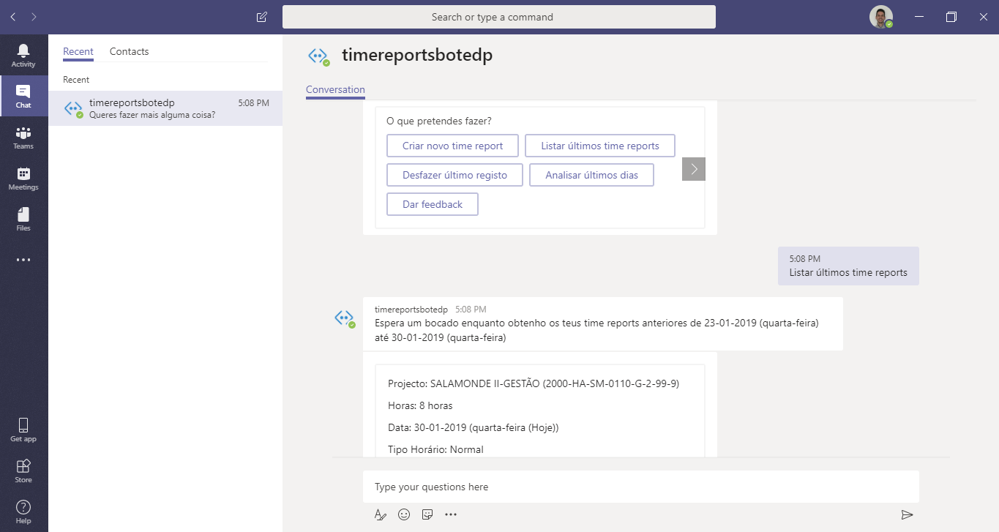 Search or type a command
Activity
Chat
Teams
Meetings
Files
Get app
Store
Help
Recent Contacts
Recent
timereportsbotedp 5:08 PM
Queres fazer mais alguma coisa?
timereportsbotedp
Conversation
O que pretendes fazer?
Criar novo time report Listar últimos time reports
Desfazer último registo Analisar últimos dias
Dar feedback
5:08 PM
Listar últimos time reports
timereportsbotedp 5:08 PM
Espera um bocado enquanto obtenho os teus time reports anteriores de 23-01-2019 (quarta-feira)
até 30-01-2019 (quarta-feira)
Projecto: SALAMONDE II-GESTÃO (2000-HA-SM-0110-G-2-99-9)
Horas: 8 horas
Data: 30-01-2019 (quarta-feira (Hoje))
Tipo Horário: Normal
Type your questions here